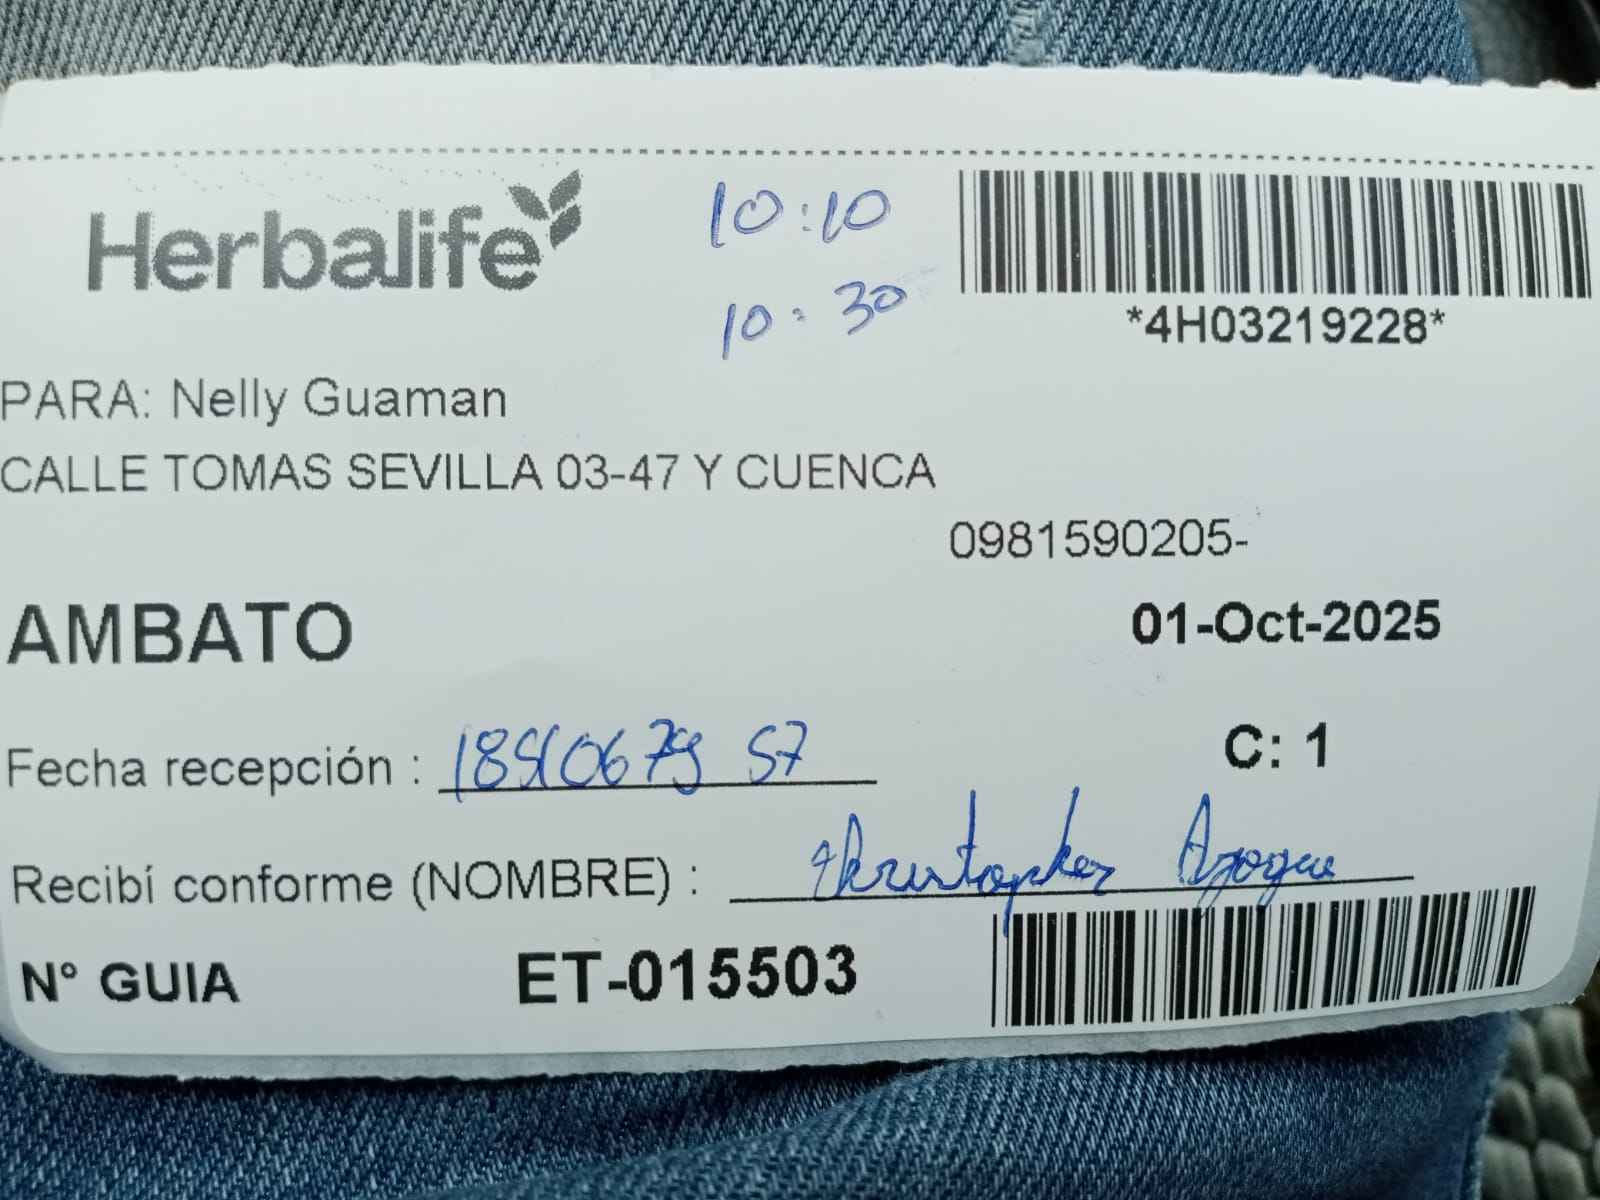 Herbalife
10:10
10:30
*4H03219228*
PARA: Nelly Guaman
CALLE TOMAS SEVILLA 03-47 Y CUENCA
0981590205-
AMBATO
01-Oct-2025
Fecha recepción :
57
C: 1
Recibí conforme (NOMBRE) :
N° GUIA ET-015503